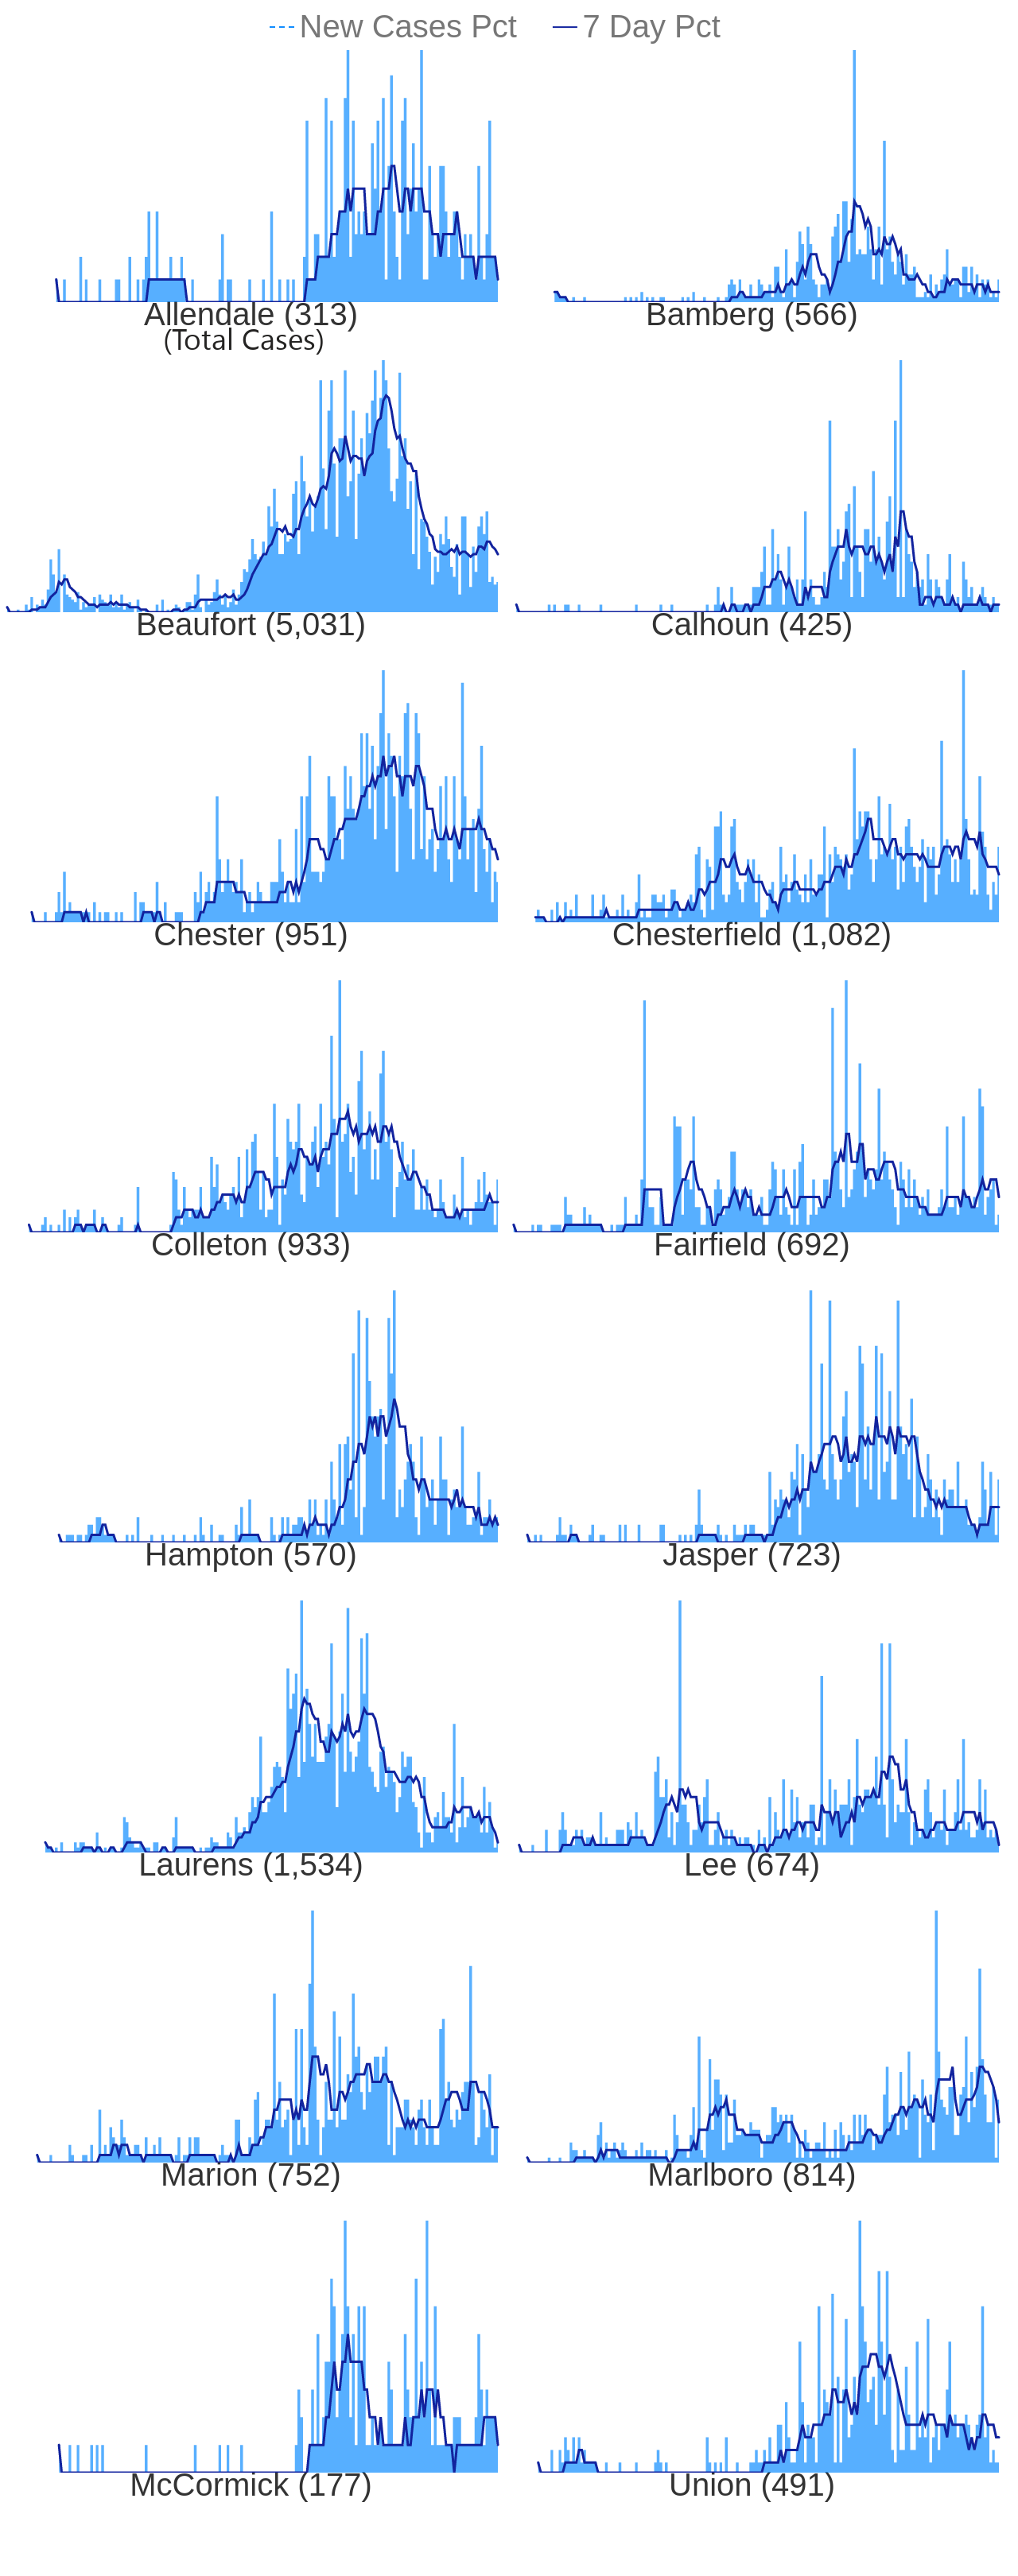 New Cases Pct 7 Day Pct
Allendale (313) Bamberg (566)
(Total Cases)
Beaufort (5,031) Calhoun (425)
Chester (951) Chesterfield (1,082)
Colleton (933) Fairfield (692)
Hampton (570) Jasper (723)
Laurens (1,534) Lee (674)
Marion (752) Marlboro (814)
McCormick (177) Union (491)